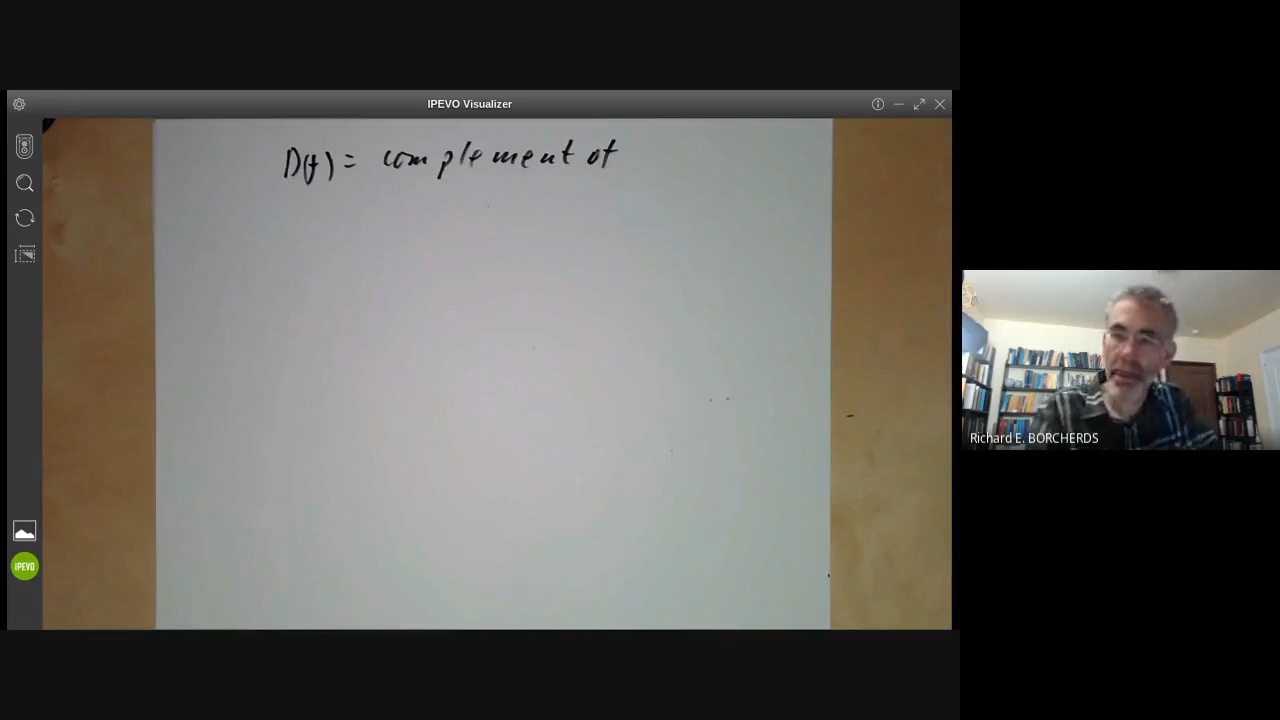 IPEVO Visualizer
D(f) = complement of
IPEVO
Richard E. BORCHERDS